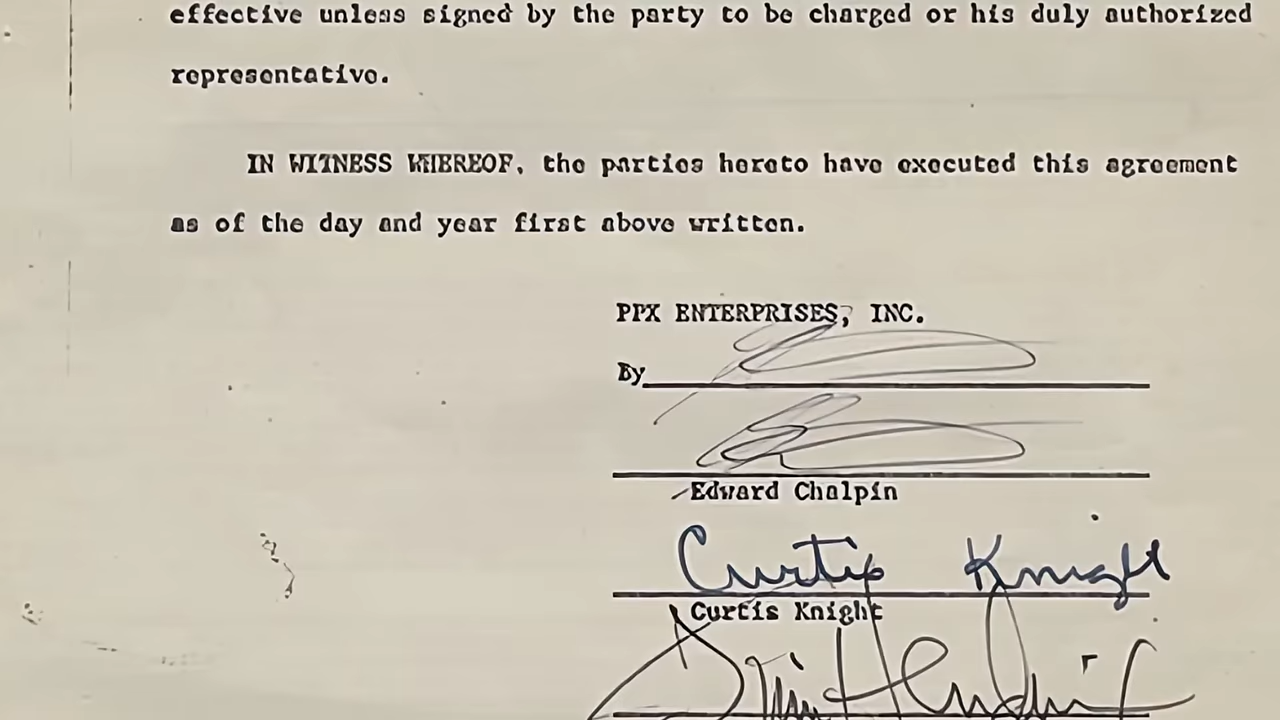 effective unless signed by the party to be charged or his duly authorized
representative.
IN WITNESS WHEREOF, the parties hereto have executed this agreement
as of the day and year first above written.
PPX ENTERPRISES, INC.
By
Edward Chalpin
Curtis Knight
Curtis Knight
Jimi Hendrix